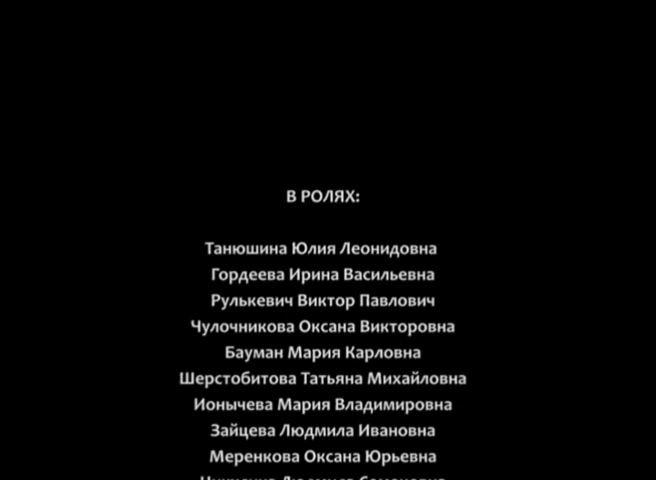 В РОЛЯХ:
Танюшина Юлия Леонидовна
Гордеева Ирина Васильевна
Рулькевич Виктор Павлович
Чулочникова Оксана Викторовна
Бауман Мария Карловна
Шерстобитова Татьяна Михайловна
Ионычева Мария Владимировна
Зайцева Людмила Ивановна
Меренкова Оксана Юрьевна